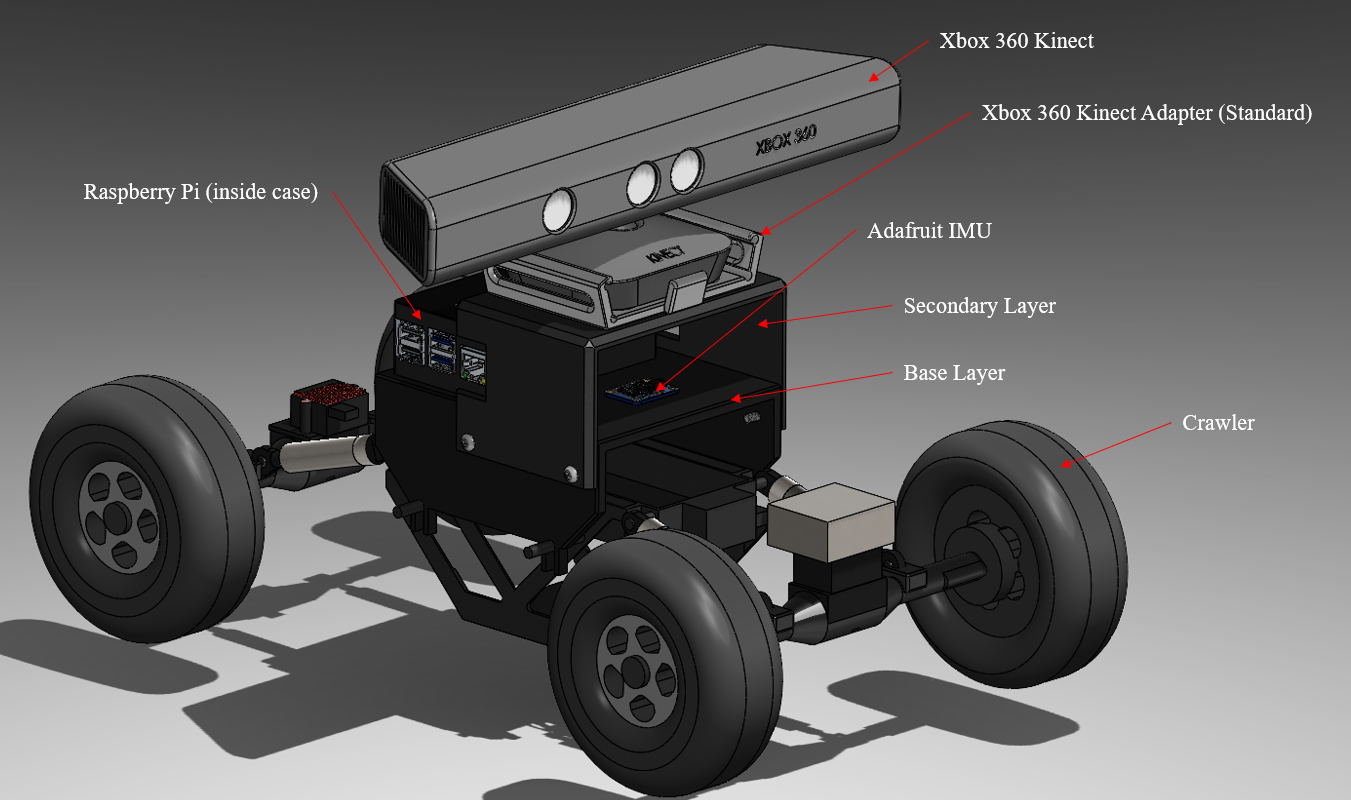 Xbox 360 Kinect
Xbox 360 Kinect Adapter (Standard)
XBOX 360
Raspberry Pi (inside case)
Adafruit IMU
KINECT
Secondary Layer
Base Layer
Crawler